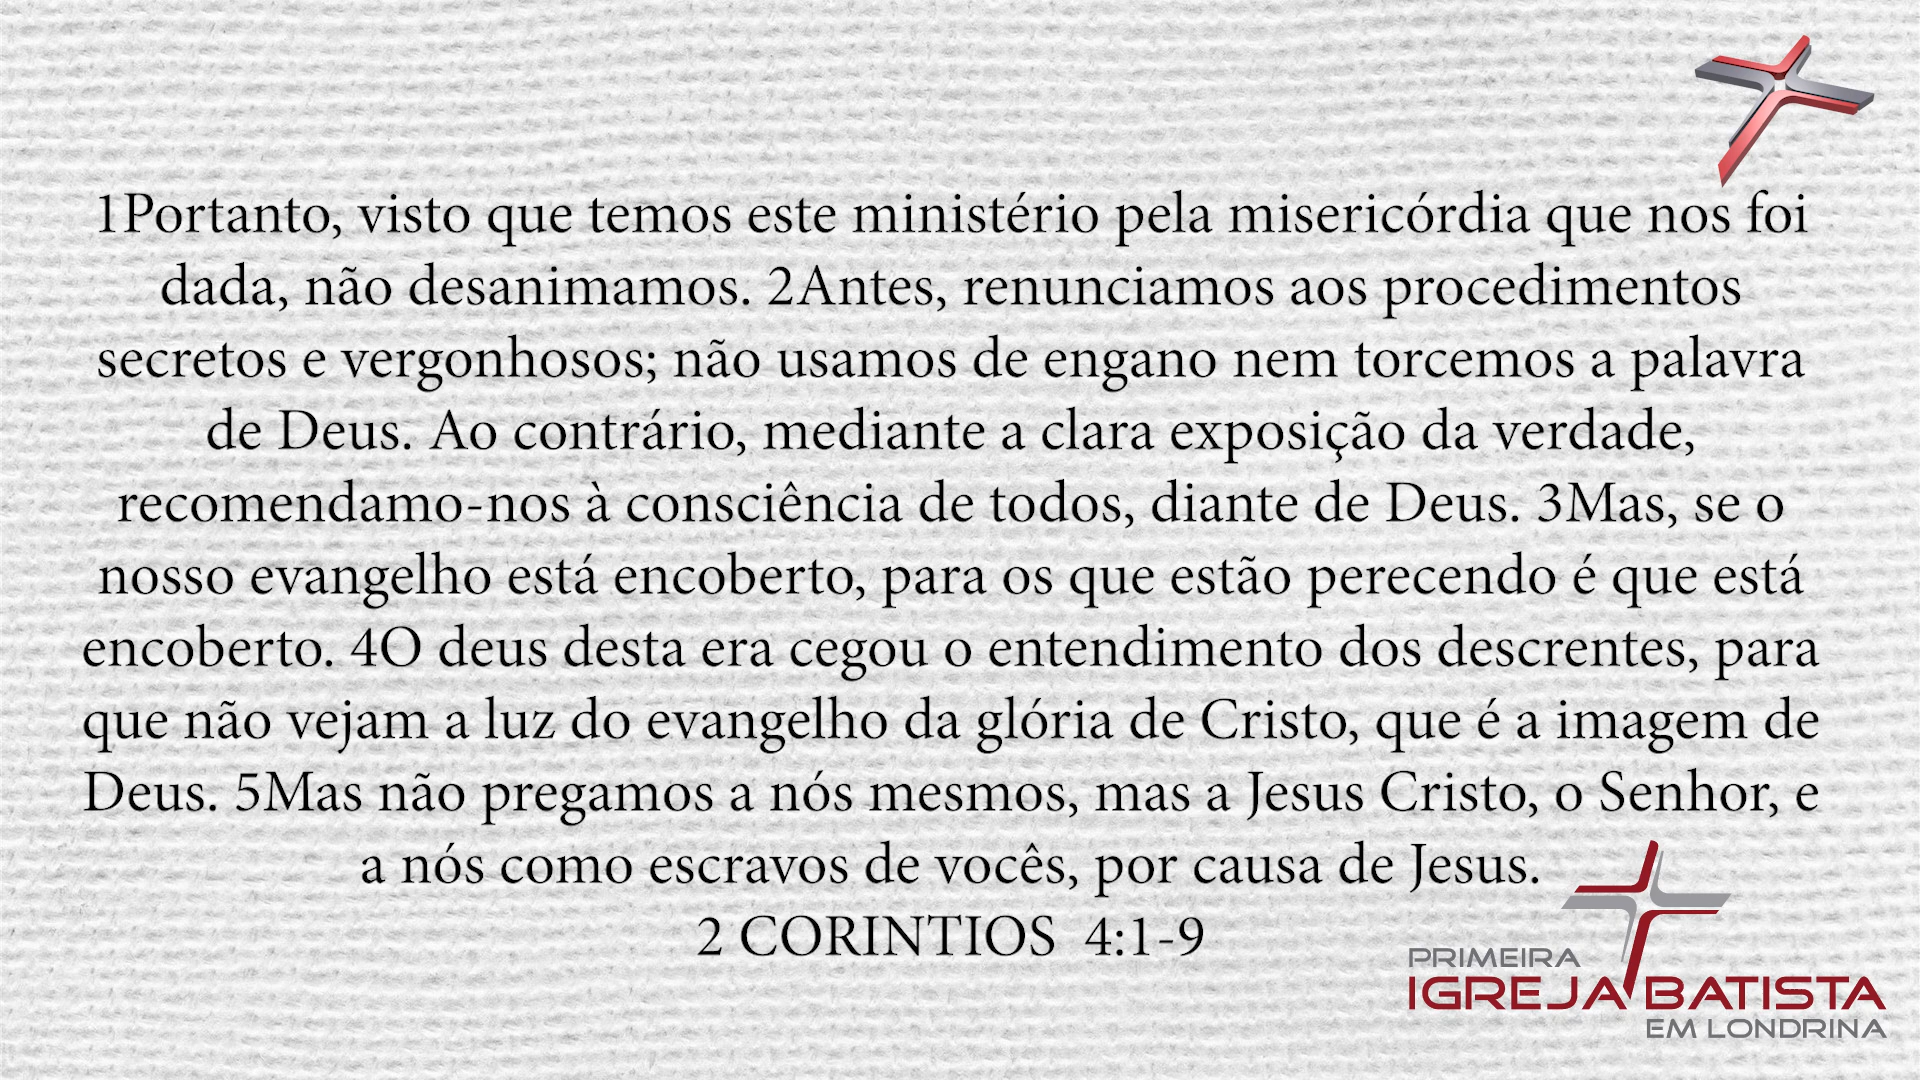 1Portanto, visto que temos este ministério pela misericórdia que nos foi
dada, não desanimamos. 2Antes, renunciamos aos procedimentos
secretos e vergonhosos; não usamos de engano nem torcemos a palavra
de Deus. Ao contrário, mediante a clara exposição da verdade,
recomendamo-nos à consciência de todos, diante de Deus. 3Mas, se o
nosso evangelho está encoberto, para os que estão perecendo é que está
encoberto. 4O deus desta era cegou o entendimento dos descrentes, para
que não vejam a luz do evangelho da glória de Cristo, que é a imagem de
Deus. 5Mas não pregamos a nós mesmos, mas a Jesus Cristo, o Senhor, e
a nós como escravos de vocês, por causa de Jesus.
2 CORINTIOS  4:1-9
PRIMEIRA
IGREJA BATISTA
EM LONDRINA